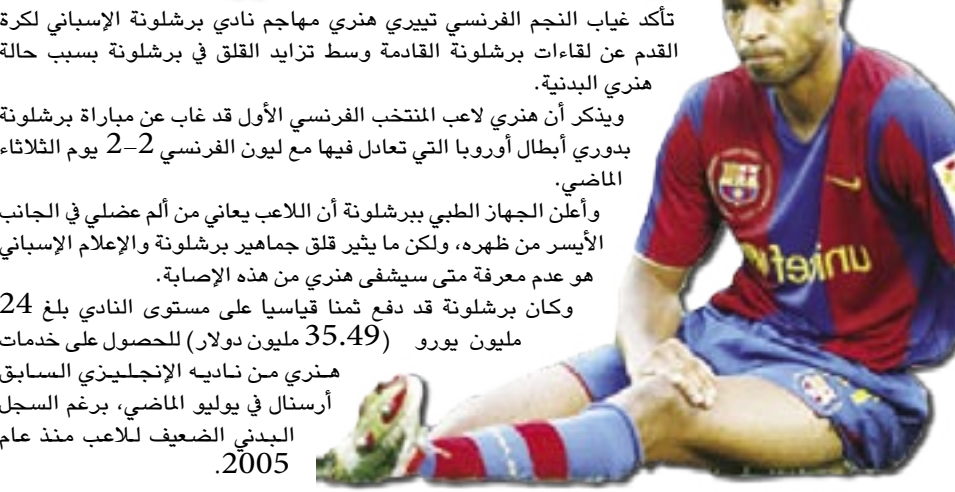 تأكد غياب النجم الفرنسي تييري هنري مهاجم نادي برشلونة الإسباني لكرة
القدم عن لقاءات برشلونة القادمة وسط تزايد القلق في برشلونة بسبب حالة
هنري البدنية.
ويذكر أن هنري لاعب المنتخب الفرنسي الأول قد غاب عن مباراة برشلونة
بدوري أبطال أوروبا التي تعادل فيها مع ليون الفرنسي 2–2 يوم الثلاثاء
الماضي.
وأعلن الجهاز الطبي ببرشلونة أن اللاعب يعاني من ألم عضلي في الجانب
الأيسر من ظهره، ولكن ما يثير قلق جماهير برشلونة والإعلام الإسباني
هو عدم معرفة متى سيشفى هنري من هذه الإصابة.
وكان برشلونة قد دفع ثمنا قياسيا على مستوى النادي بلغ 24
مليون يورو (35.49 مليون دولار) للحصول على خدمات
هنري من ناديه الإنجليزي السابق
أرسنال في يوليو الماضي، برغم السجل
البدني الضعيف للاعب منذ عام
2005.
unicef